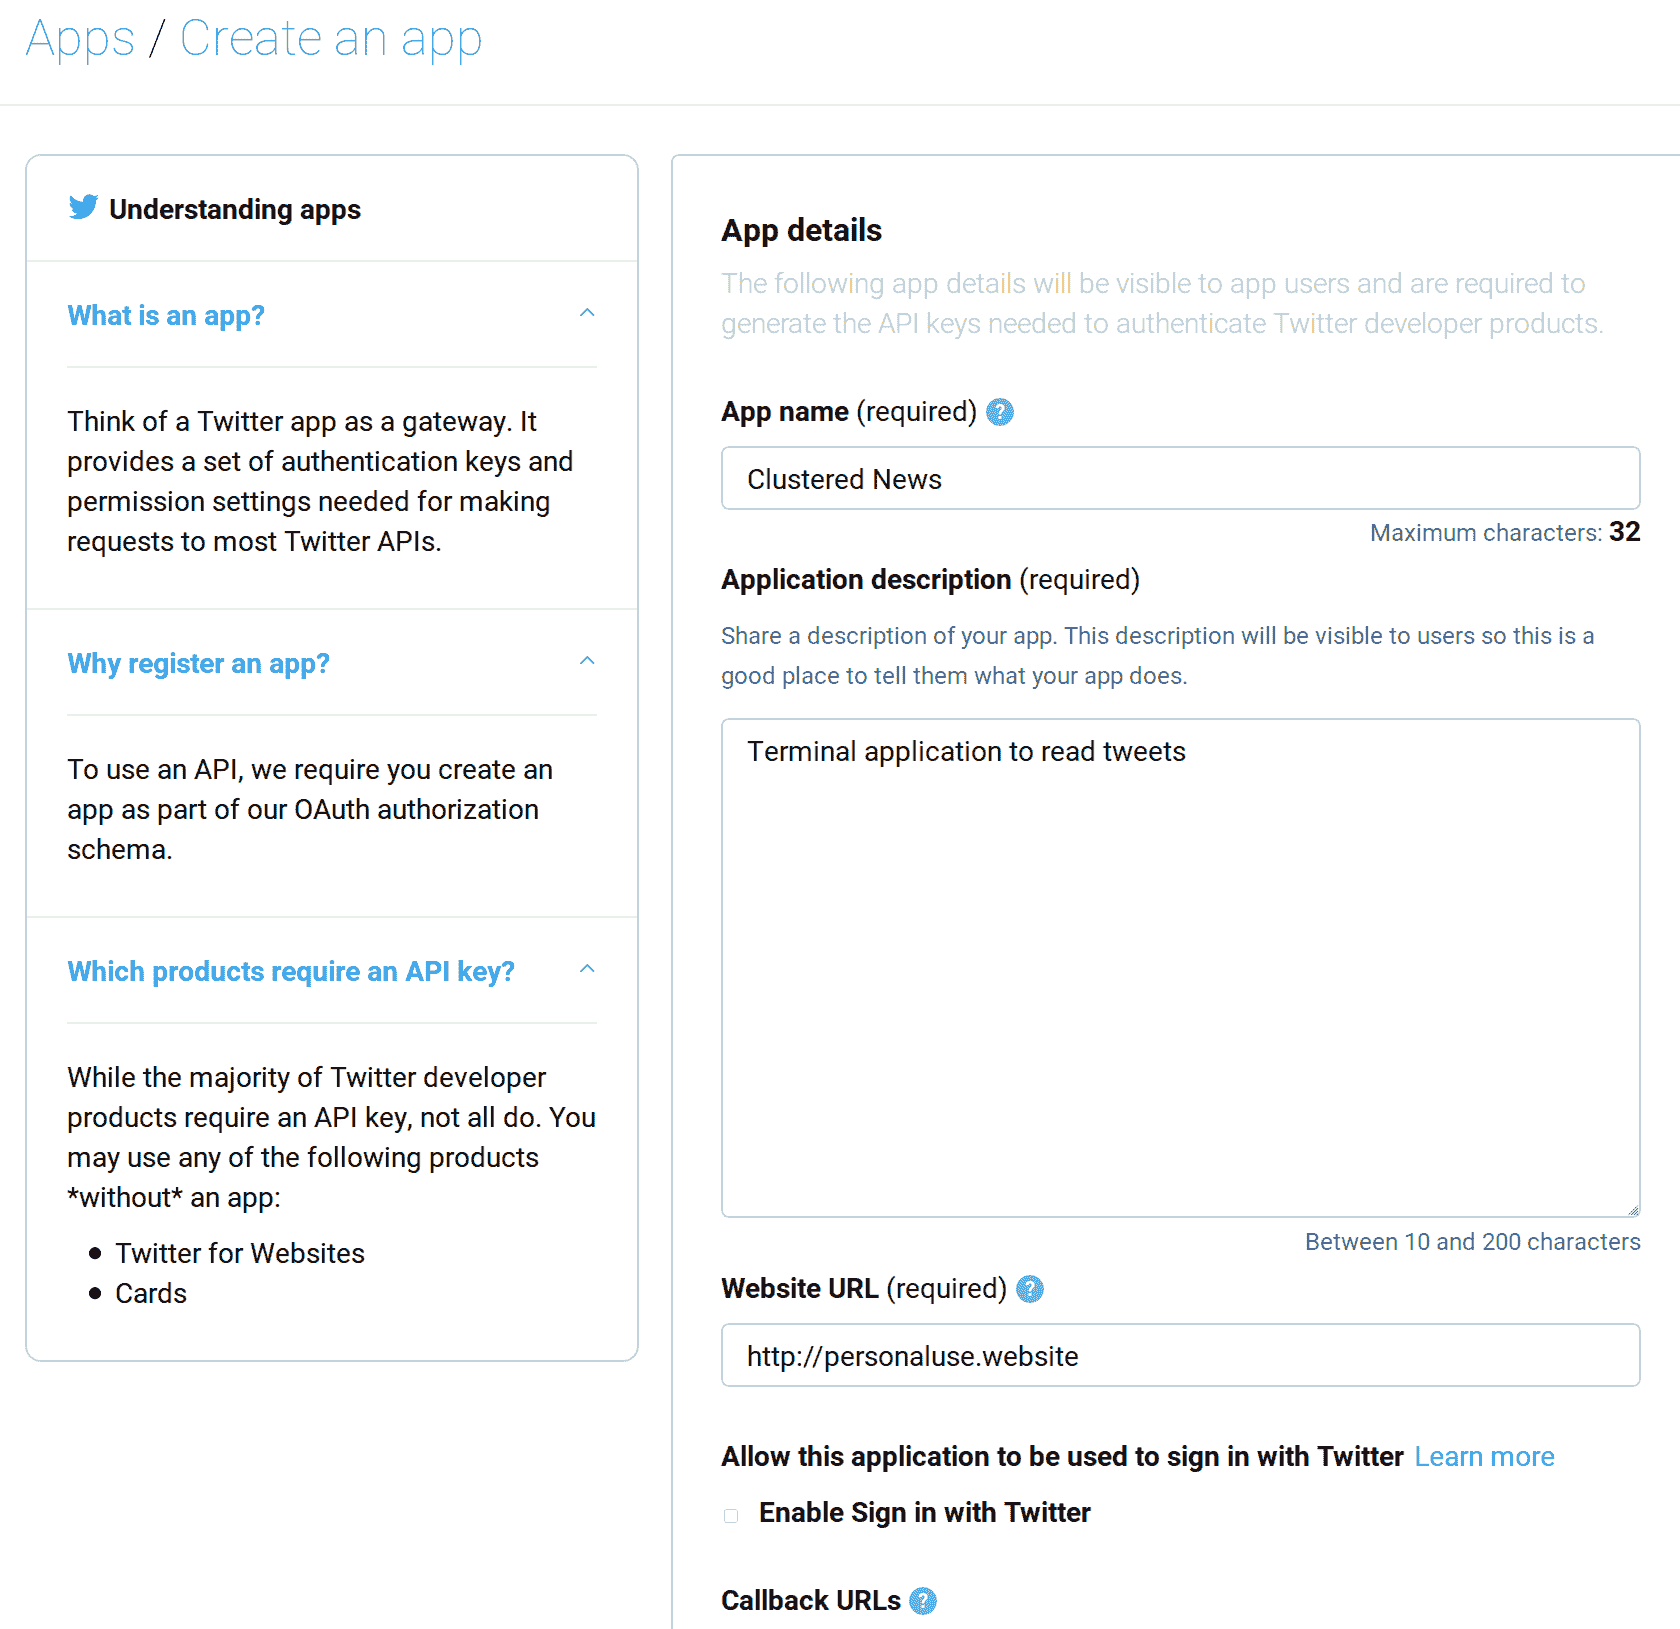 Apps / Create an app
Understanding apps
What is an app?
Think of a Twitter app as a gateway. It
provides a set of authentication keys and
permission settings needed for making
requests to most Twitter APIs.
Why register an app?
To use an API, we require you create an
app as part of our OAuth authorization
schema.
Which products require an API key?
While the majority of Twitter developer
products require an API key, not all do. You
may use any of the following products
*without* an app:
• Twitter for Websites
• Cards
App details
The following app details will be visible to app users and are required to
generate the API keys needed to authenticate Twitter developer products.
App name (required) ?
Clustered News
Maximum characters: 32
Application description (required)
Share a description of your app. This description will be visible to users so this is a
good place to tell them what your app does.
Terminal application to read tweets
Between 10 and 200 characters
Website URL (required) ?
http://personaluse.website
Allow this application to be used to sign in with Twitter Learn more
Enable Sign in with Twitter
Callback URLs ?